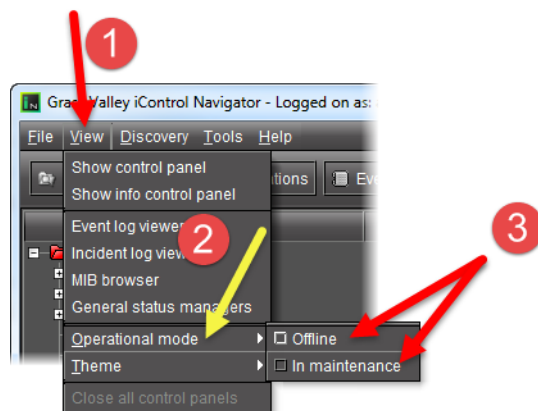 1
Grass Valley iControl Navigator - Logged on as:
File View Discovery Tools Help
Show control panel
Show info control panel
Event log viewer
2
Incident log viewer
3
MIB browser
General status managers
Operational mode
Offline
Theme
In maintenance
Close all control panels